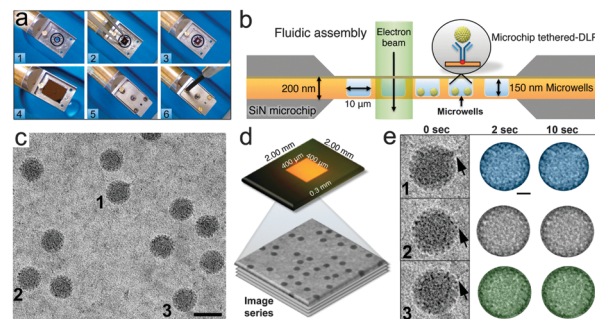 a
1
2
3
4
5
6
b
Fluidic assembly
Electron
beam
Microchip tethered-DLP
200 nm
10 µm
150 nm Microwells
SiN microchip
Microwells
c
1
2
3
d
2.00 mm
2.00 mm
400 µm
400 µm
0.3 mm
Image
series
e
0 sec
2 sec
10 sec
1
2
3